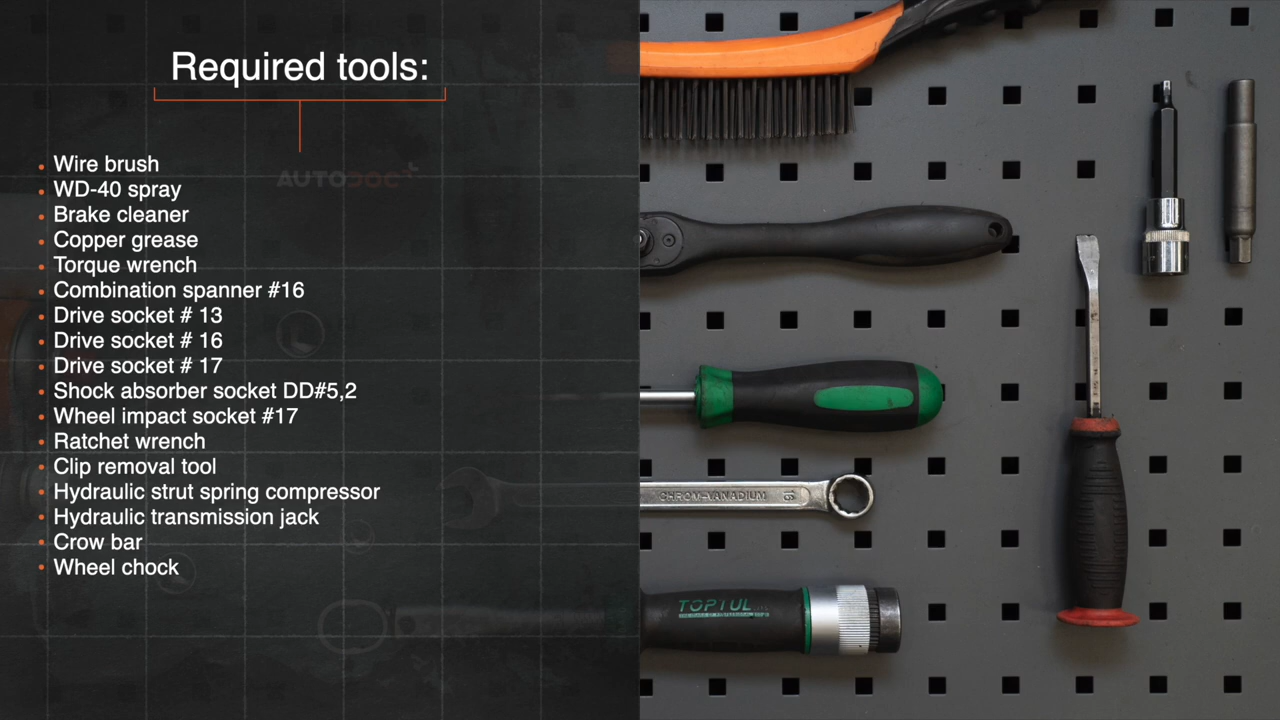 Required tools:
AUTODOC
Wire brush
WD-40 spray
Brake cleaner
Copper grease
Torque wrench
Combination spanner #16
Drive socket # 13
Drive socket # 16
Drive socket # 17
Shock absorber socket DD#5,2
Wheel impact socket #17
Ratchet wrench
Clip removal tool
Hydraulic strut spring compressor
Hydraulic transmission jack
Crow bar
Wheel chock
CHROM-VANADIUM 16
TOPTUL